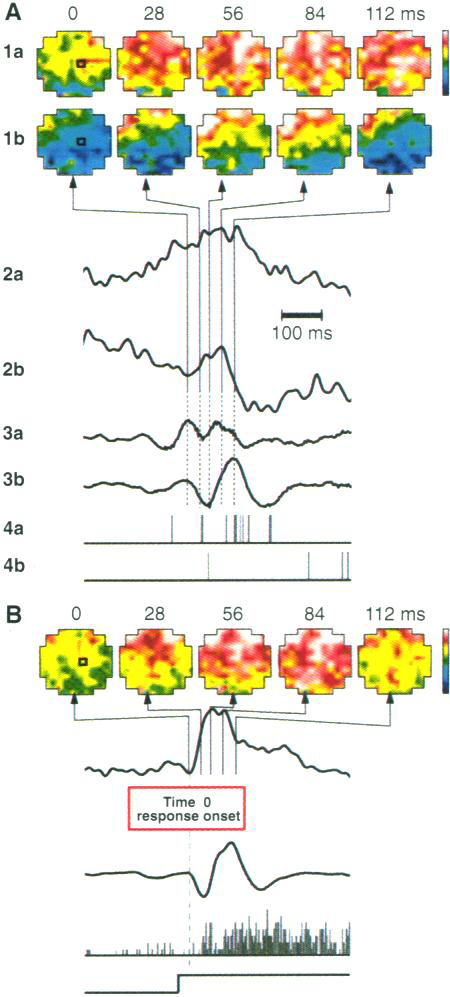 A
0 28 56 84 112 ms
1a
1b
2a
100 ms
2b
3a
3b
4a
4b
B
0 28 56 84 112 ms
Time 0
response onset